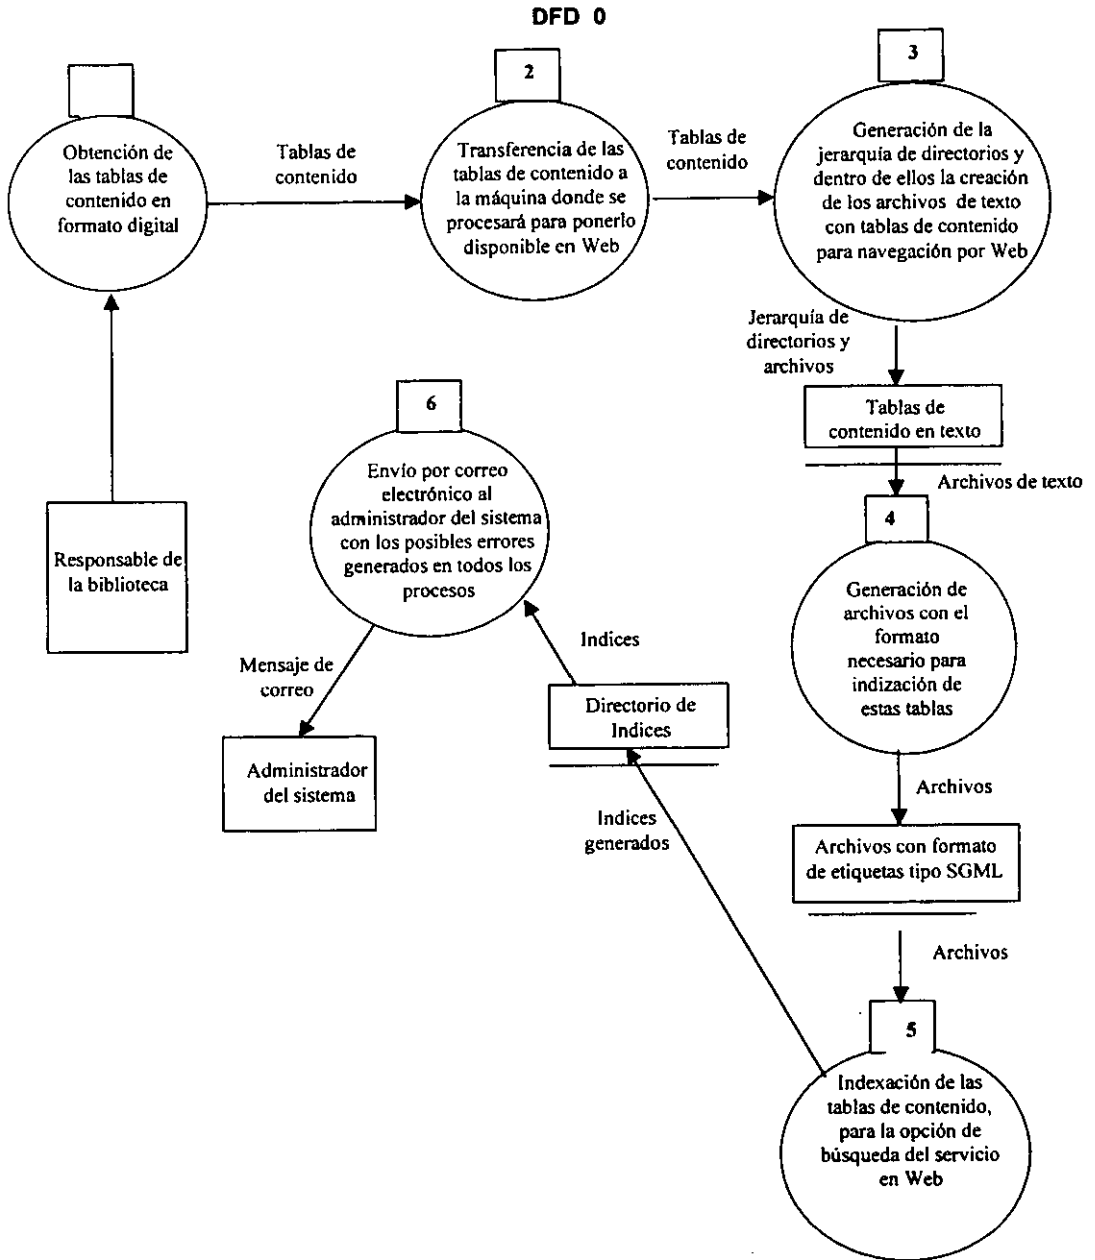 DFD 0
Obtención de
las tablas de
contenido en
formato digital
Tablas de
contenido
2
Transferencia de las
tablas de contenido a
la máquina donde se
procesará para ponerlo
disponible en Web
Tablas de
contenido
3
Generación de la
jerarquía de directorios y
dentro de ellos la creación
de los archivos de texto
con tablas de contenido
para navegación por Web
Jerarquía de
directorios y
archivos
Tablas de
contenido en texto
Archivos de texto
4
Generación de
archivos con el
formato
necesario para
indización de
estas tablas
Archivos
Archivos con formato
de etiquetas tipo SGML
Archivos
5
Indexación de las
tablas de contenido,
para la opción de
búsqueda del servicio
en Web
Indices
generados
Directorio de
Indices
Indices
6
Envío por correo
electrónico al
administrador del sistema
con los posibles errores
generados en todos los
procesos
Mensaje de
correo
Administrador
del sistema
Responsable de
la biblioteca